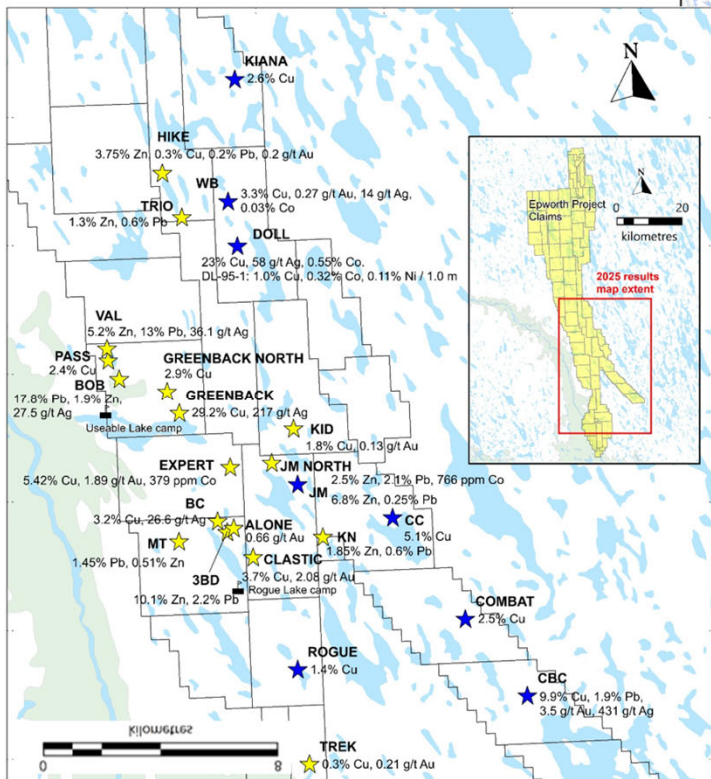 N
KIANA
2.6% Cu
HIKE
3.75% Zn, 0.3% Cu, 0.2% Pb, 0.2 g/t Au
WB
3.3% Cu, 0.27 g/t Au, 14 g/t Ag,
0.03% Co
TRIO
1.3% Zn, 0.6% Pb
DOLL
23% Cu, 58 g/t Ag, 0.55% Co.
DL-95-1: 1.0% Cu, 0.32% Co, 0.11% Ni / 1.0 m
N
Epworth Project
Claims
0 20
kilometres
2025 results
map extent
VAL
5.2% Zn, 13% Pb, 36.1 g/t Ag
PASS
2.4% Cu
GREENBACK NORTH
2.9% Cu
BOB
17.8% Pb, 1.9% Zn,
27.5 g/t Ag
GREENBACK
29.2% Cu, 217 g/t Ag
Useable Lake camp
KID
1.8% Cu, 0.13 g/t Au
EXPERT
5.42% Cu, 1.89 g/t Au, 379 ppm Co
JM NORTH
2.5% Zn, 2.1% Pb, 766 ppm Co
JM
6.8% Zn, 0.25% Pb
BC
3.2% Cu, 26.6 g/t Ag
CC
5.1% Cu
ALONE
0.66 g/t Au
KN
1.85% Zn, 0.6% Pb
MT
1.45% Pb, 0.51% Zn
CLASTIC
3.7% Cu, 2.08 g/t Au
3BD
10.1% Zn, 2.2% Pb
Rogue Lake camp
COMBAT
2.5% Cu
ROGUE
1.4% Cu
CBC
9.9% Cu, 1.9% Pb,
3.5 g/t Au, 431 g/t Ag
kilometres
0 8
TREK
0.3% Cu, 0.21 g/t Au